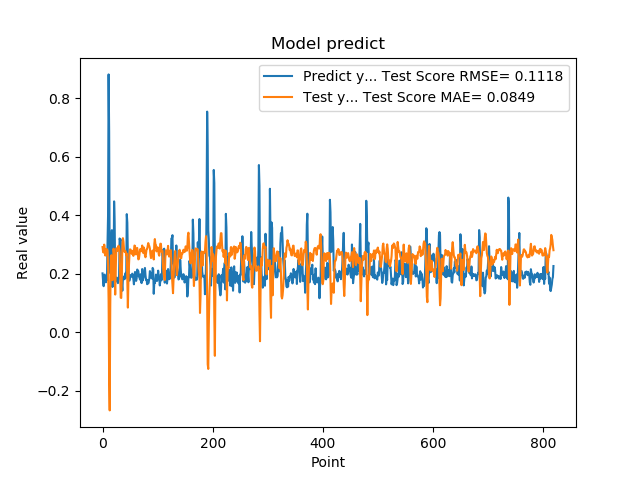 Model predict
Predict y... Test Score RMSE= 0.1118
Test y... Test Score MAE= 0.0849
0.8
0.6
0.4
0.2
0.0
−0.2
Real value
0 200 400 600 800
Point